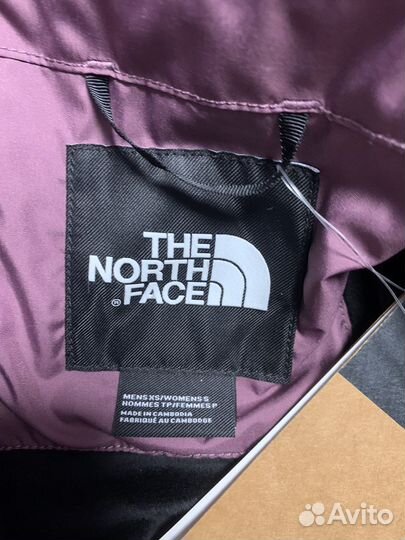 THE
NORTH
® FACE
MENS XS/WOMENS S
HOMMES TP/FEMMES P
MADE IN CAMBODIA
FABRIQUÉ AU CAMBODGE
Avito